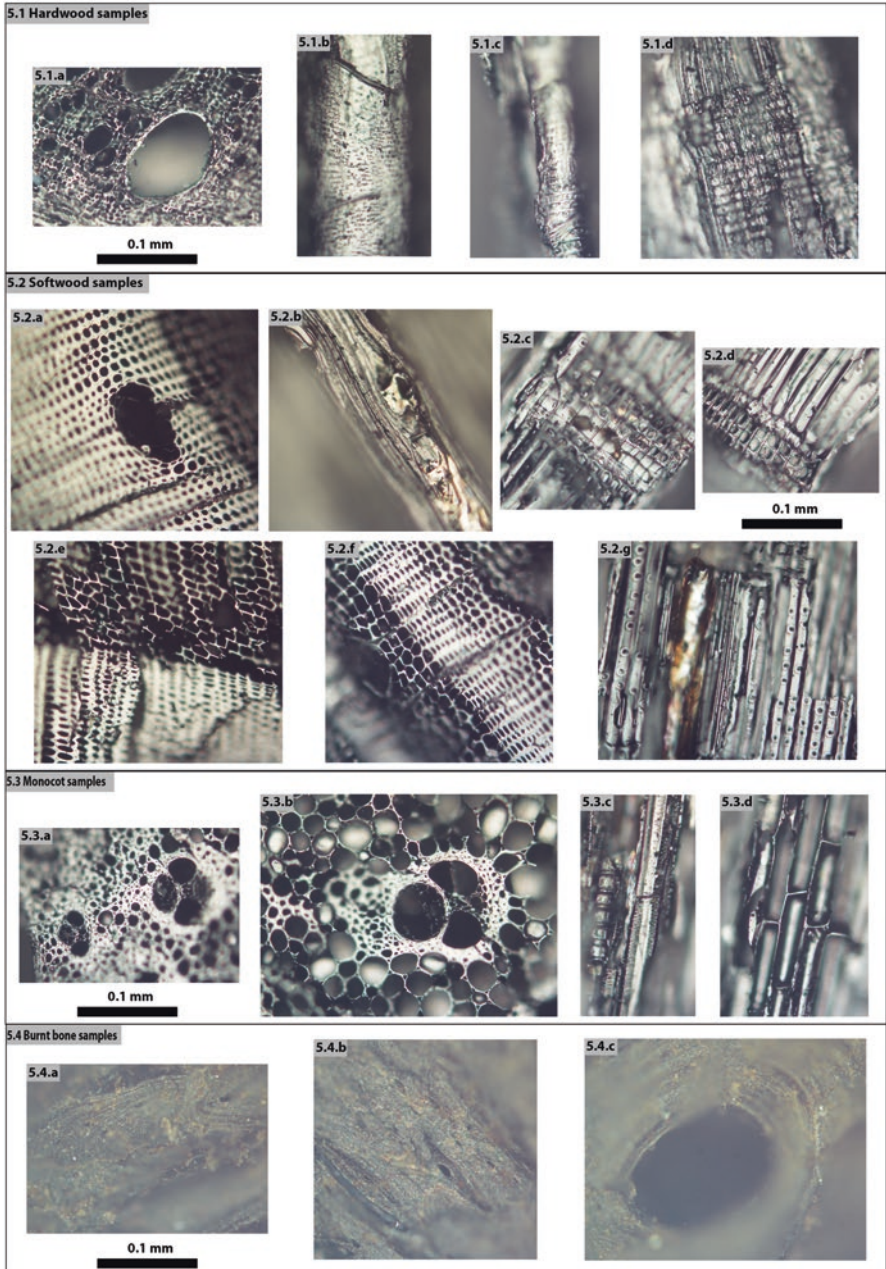 5.1 Hardwood samples
5.1.a
5.1.b
5.1.c
5.1.d
0.1 mm
5.2 Softwood samples
5.2.a
5.2.b
5.2.c
5.2.d
0.1 mm
5.2.e
5.2.f
5.2.g
5.3 Monocot samples
5.3.a
5.3.b
5.3.c
5.3.d
0.1 mm
5.4 Burnt bone samples
5.4.a
5.4.b
5.4.c
0.1 mm